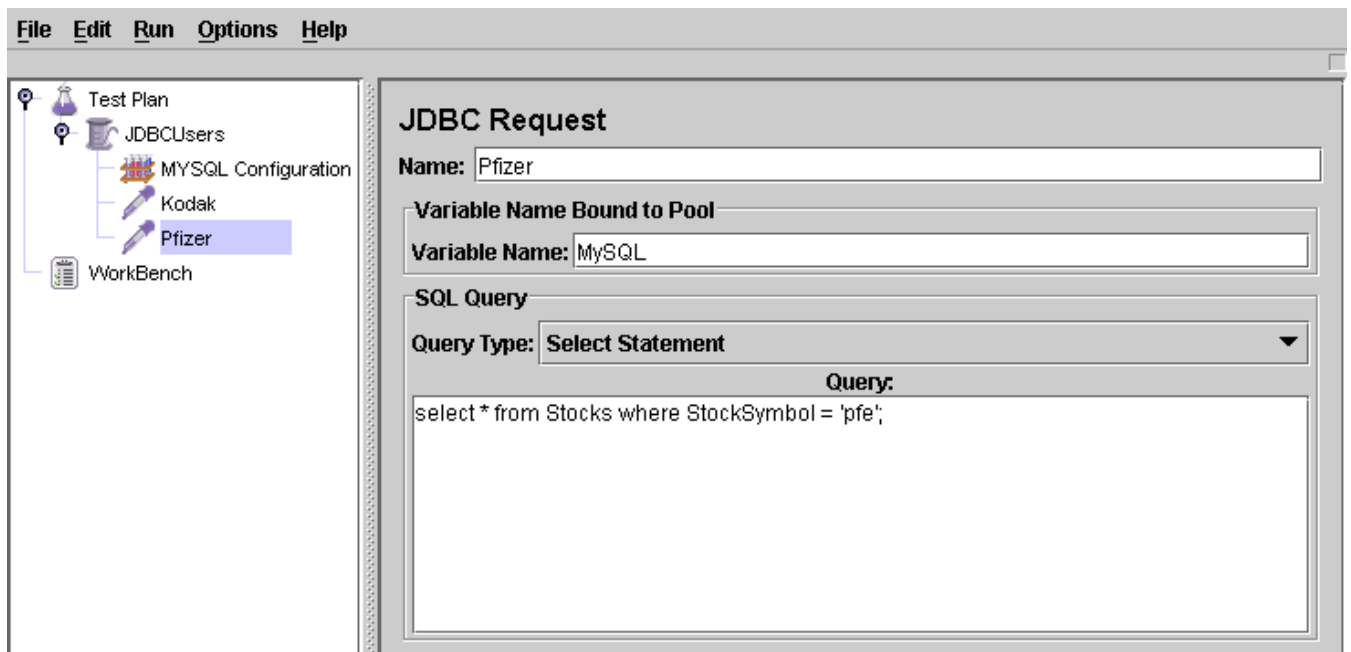 File Edit Run Options Help
Test Plan
JDBCUsers
MYSQL Configuration
Kodak
Pfizer
WorkBench
JDBC Request
Name: Pfizer
Variable Name Bound to Pool
Variable Name: MySQL
SQL Query
Query Type: Select Statement
Query:
select * from Stocks where StockSymbol = 'pfe';